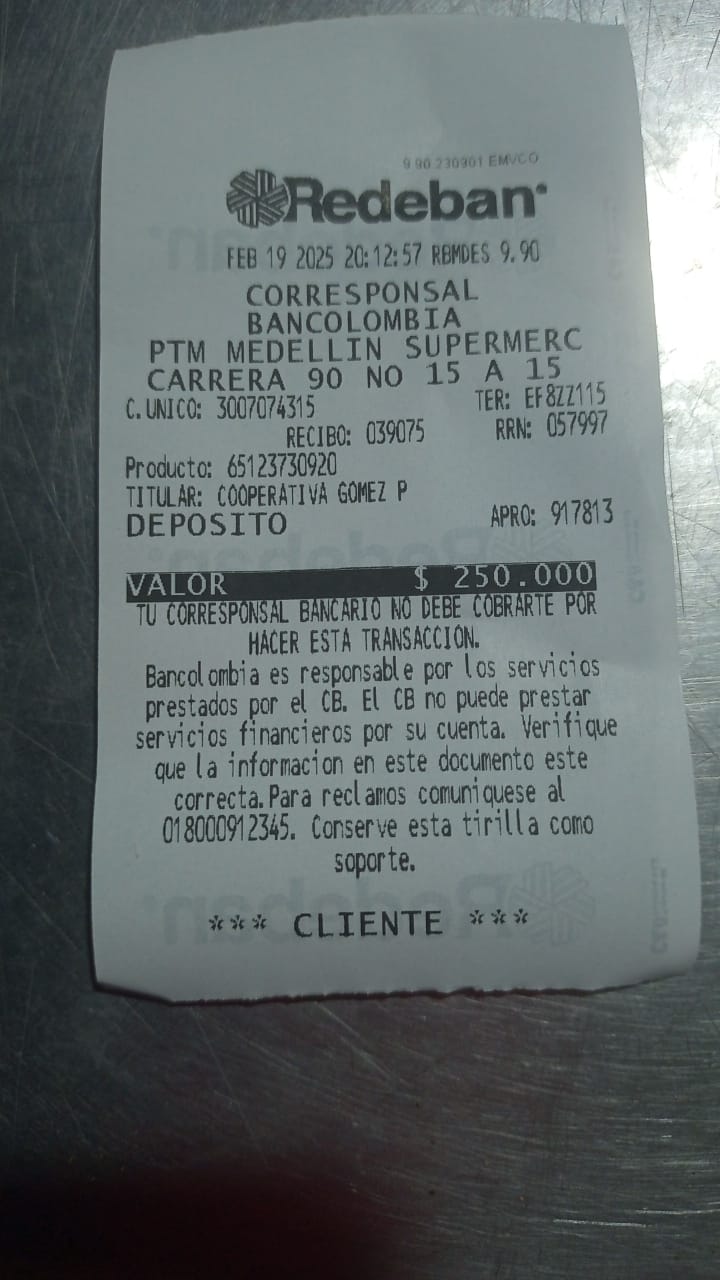 9.90 230901 EMVCO
Redeban
FEB 19 2025 20:12:57 RBMDES 9.90
CORRESPONSAL
BANCOLOMBIA
PTM MEDELLIN SUPERMERC
CARRERA 90 NO 15 A 15
C.UNICO: 3007074315 TER: EF8ZZ115
RECIBO: 039075 RRN: 057997
Producto: 65123730920
TITULAR: COOPERATIVA GOMEZ P
DEPOSITO APRO: 917813
VALOR $ 250.000
TU CORRESPONSAL BANCARIO NO DEBE COBRARTE POR
HACER ESTA TRANSACCION.
Bancolombia es responsable por los servicios
prestados por el CB. El CB no puede prestar
servicios financieros por su cuenta. Verifique
que la informacion en este documento este
correcta.Para reclamos comuniquese al
018000912345. Conserve esta tirilla como
soporte.
*** CLIENTE ***